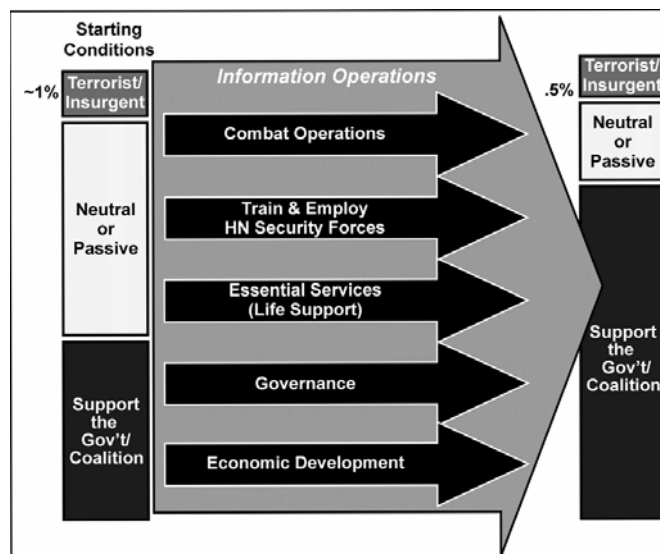 Starting
Conditions
~1%
Terrorist/
Insurgent
Neutral
or
Passive
Support
the
Gov't/
Coalition
Information Operations
Combat Operations
Train & Employ
HN Security Forces
Essential Services
(Life Support)
Governance
Economic Development
.5%
Terrorist/
Insurgent
Neutral
or
Passive
Support
the
Gov't/
Coalition